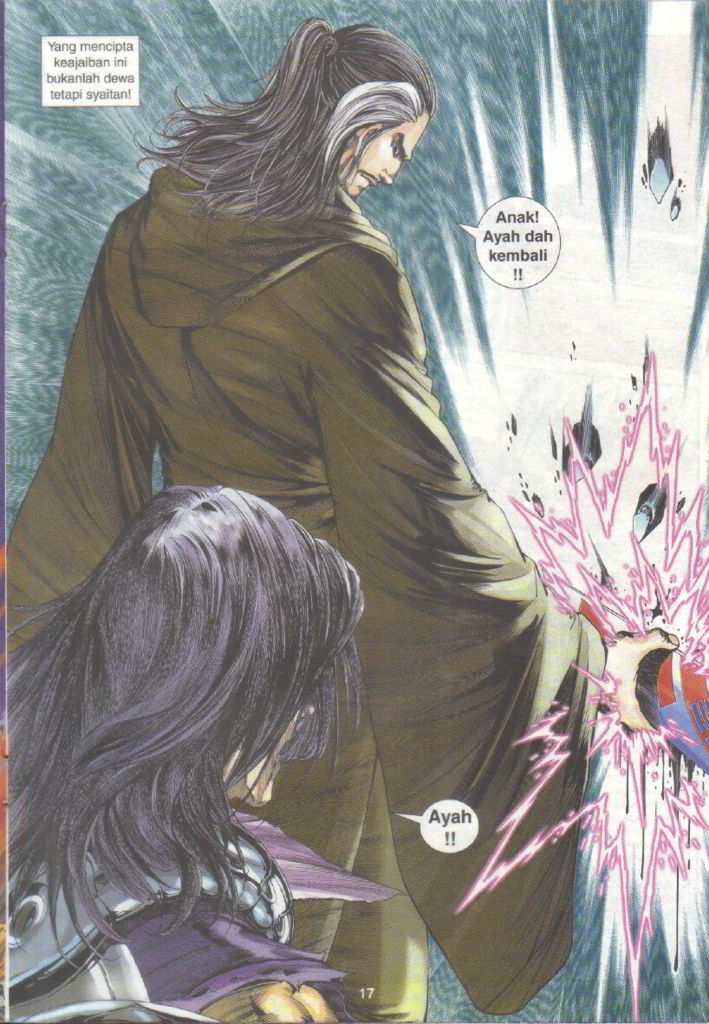 Yang mencipta
keajaiban ini
bukanlah dewa
tetapi syaitan!
Anak!
Ayah dah
kembali
!!
Ayah
!!
17